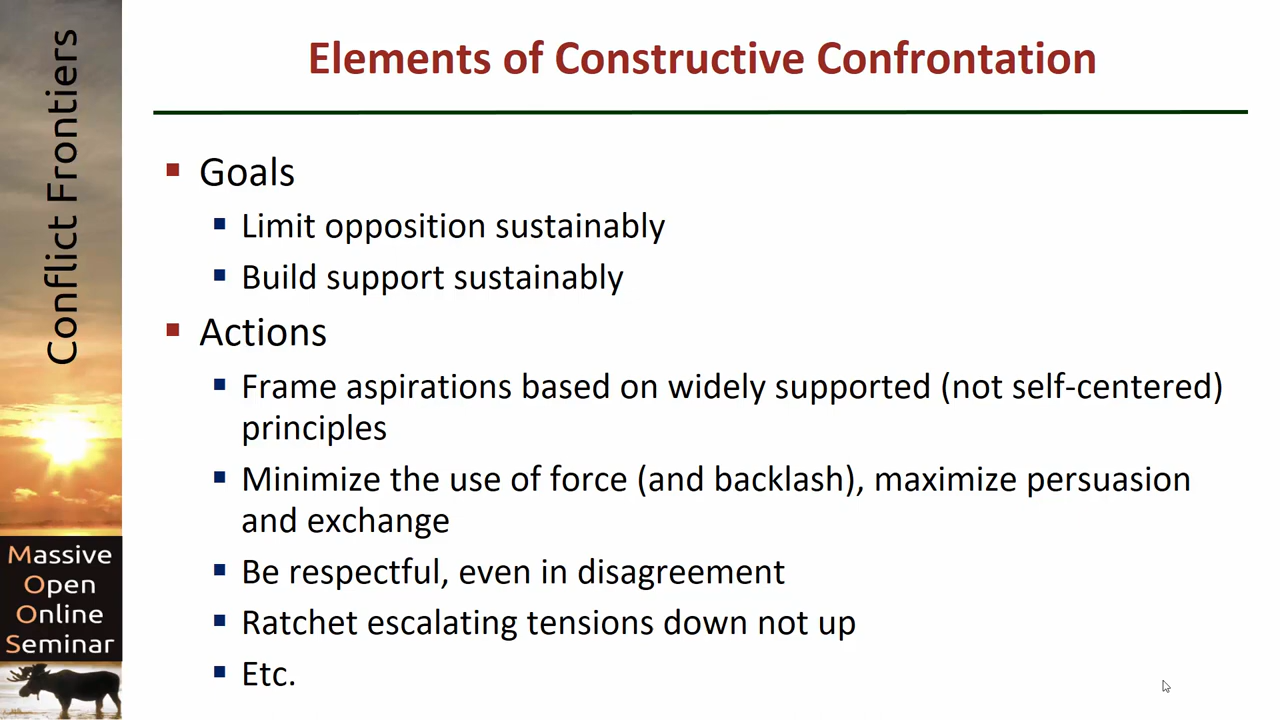 Conflict Frontiers
Massive
Open
Online
Seminar
Elements of Constructive Confrontation
Goals
Limit opposition sustainably
Build support sustainably
Actions
Frame aspirations based on widely supported (not self-centered)
principles
Minimize the use of force (and backlash), maximize persuasion
and exchange
Be respectful, even in disagreement
Ratchet escalating tensions down not up
Etc.